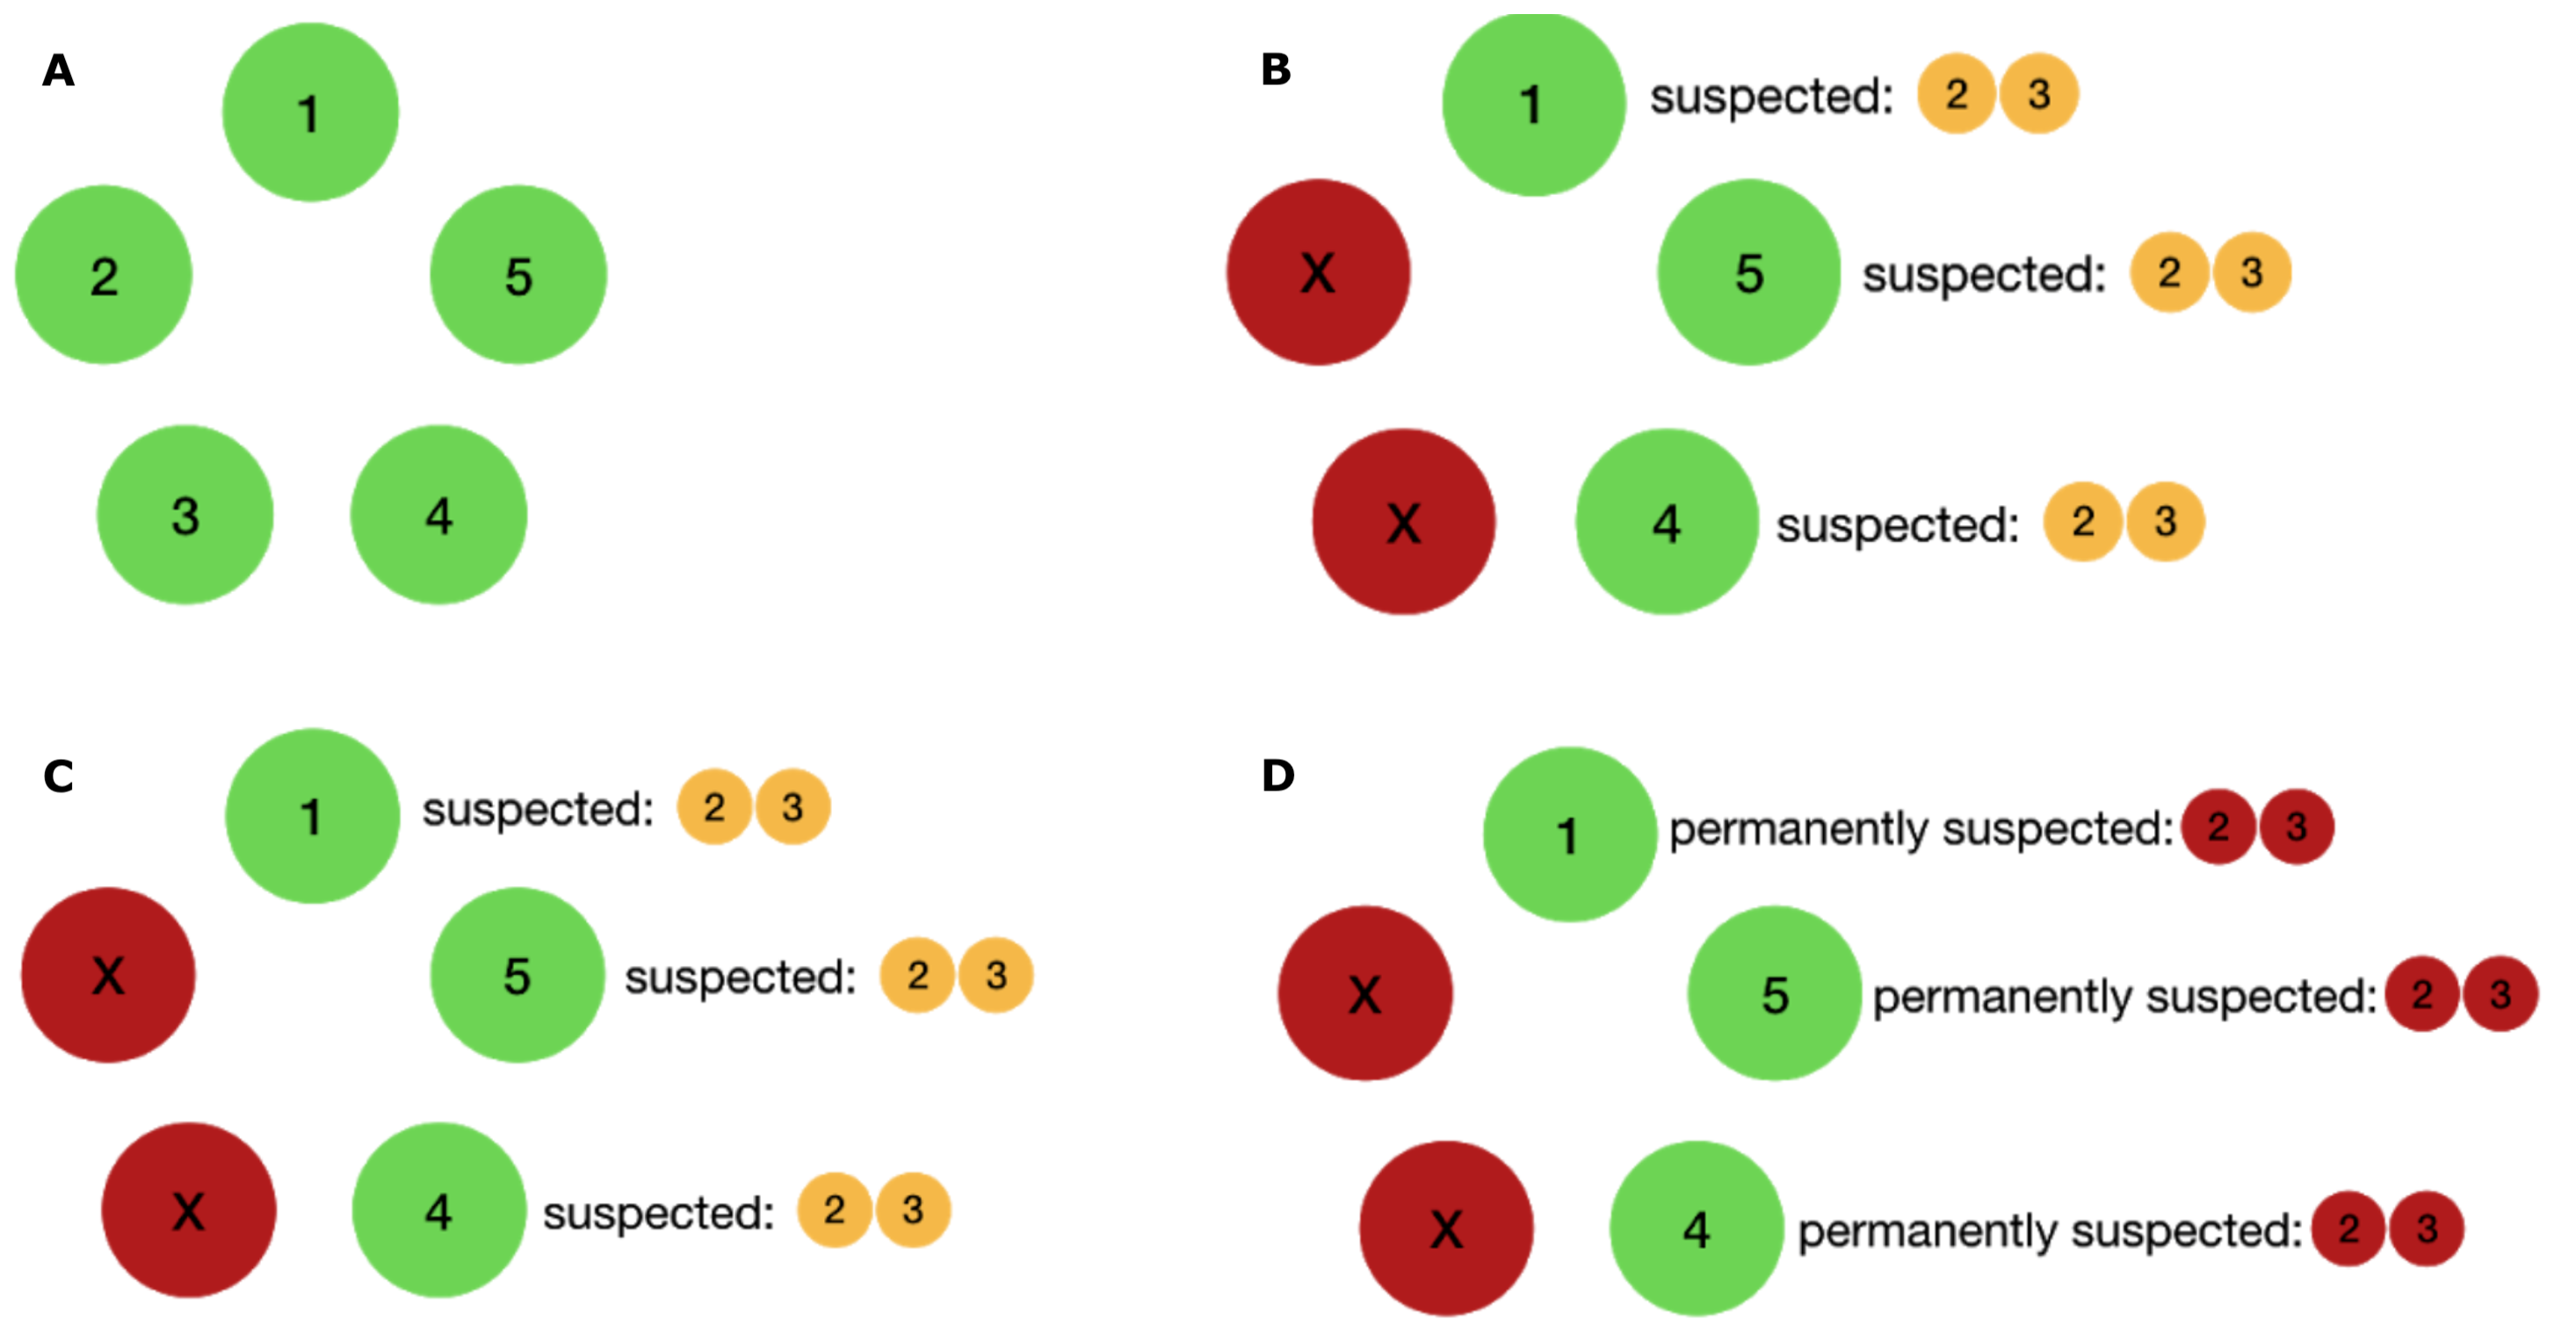 A
1
2
5
3
4
B
1 suspected: 2 3
X
5 suspected: 2 3
X
4 suspected: 2 3
C
1 suspected: 2 3
X
5 suspected: 2 3
X
4 suspected: 2 3
D
1 permanently suspected: 2 3
X
5 permanently suspected: 2 3
X
4 permanently suspected: 2 3